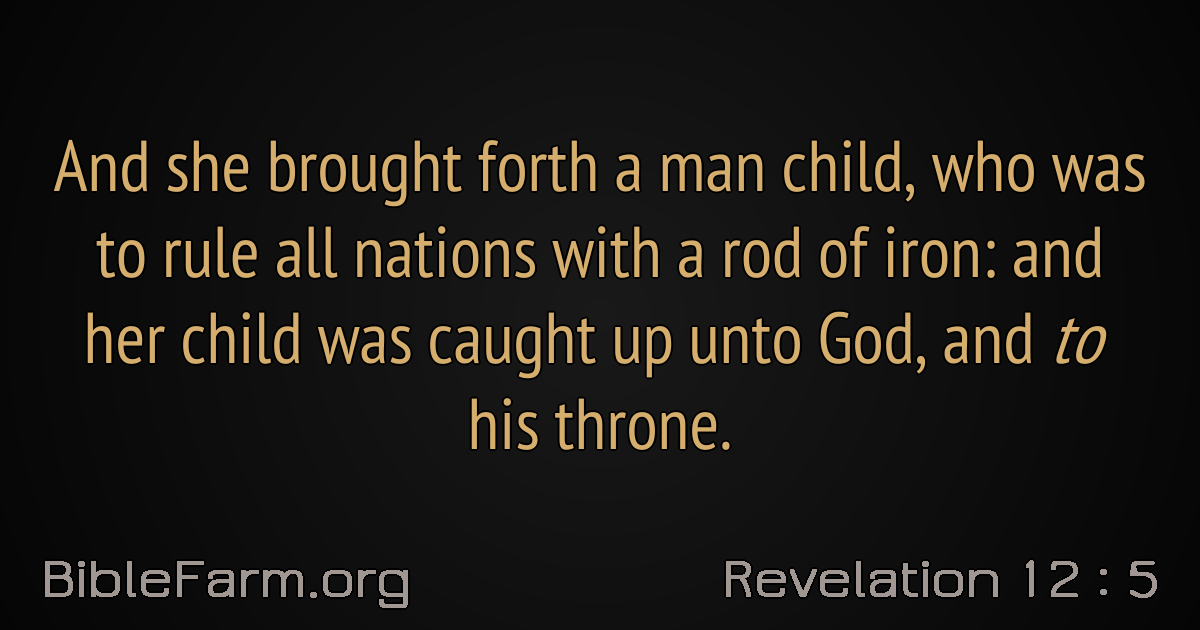 And she brought forth a man child, who was
to rule all nations with a rod of iron: and
her child was caught up unto God, and to
his throne.
BibleFarm.org
Revelation 12 : 5